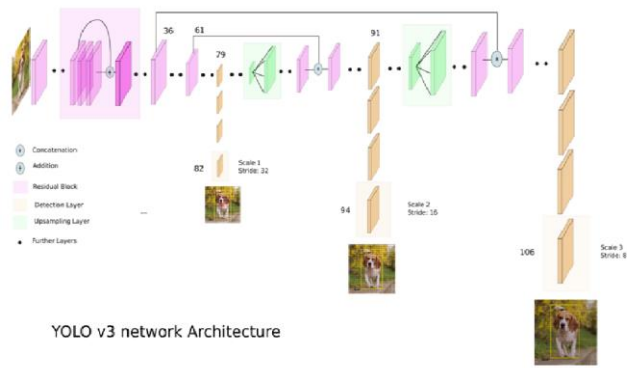 36
61
79
91
82
Scale 1
Stride: 32
Concatenation
Addition
Residual Block
Detection Layer
Upsampling Layer
Further Layers
...
94
Scale 2
Stride: 16
106
Scale 3
Stride: 8
YOLO v3 network Architecture